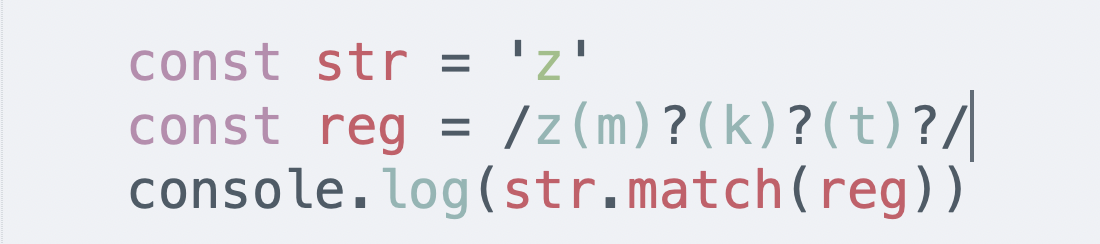 const str = 'z'
const reg = /z(m)?(k)?(t)?/
console.log(str.match(reg))